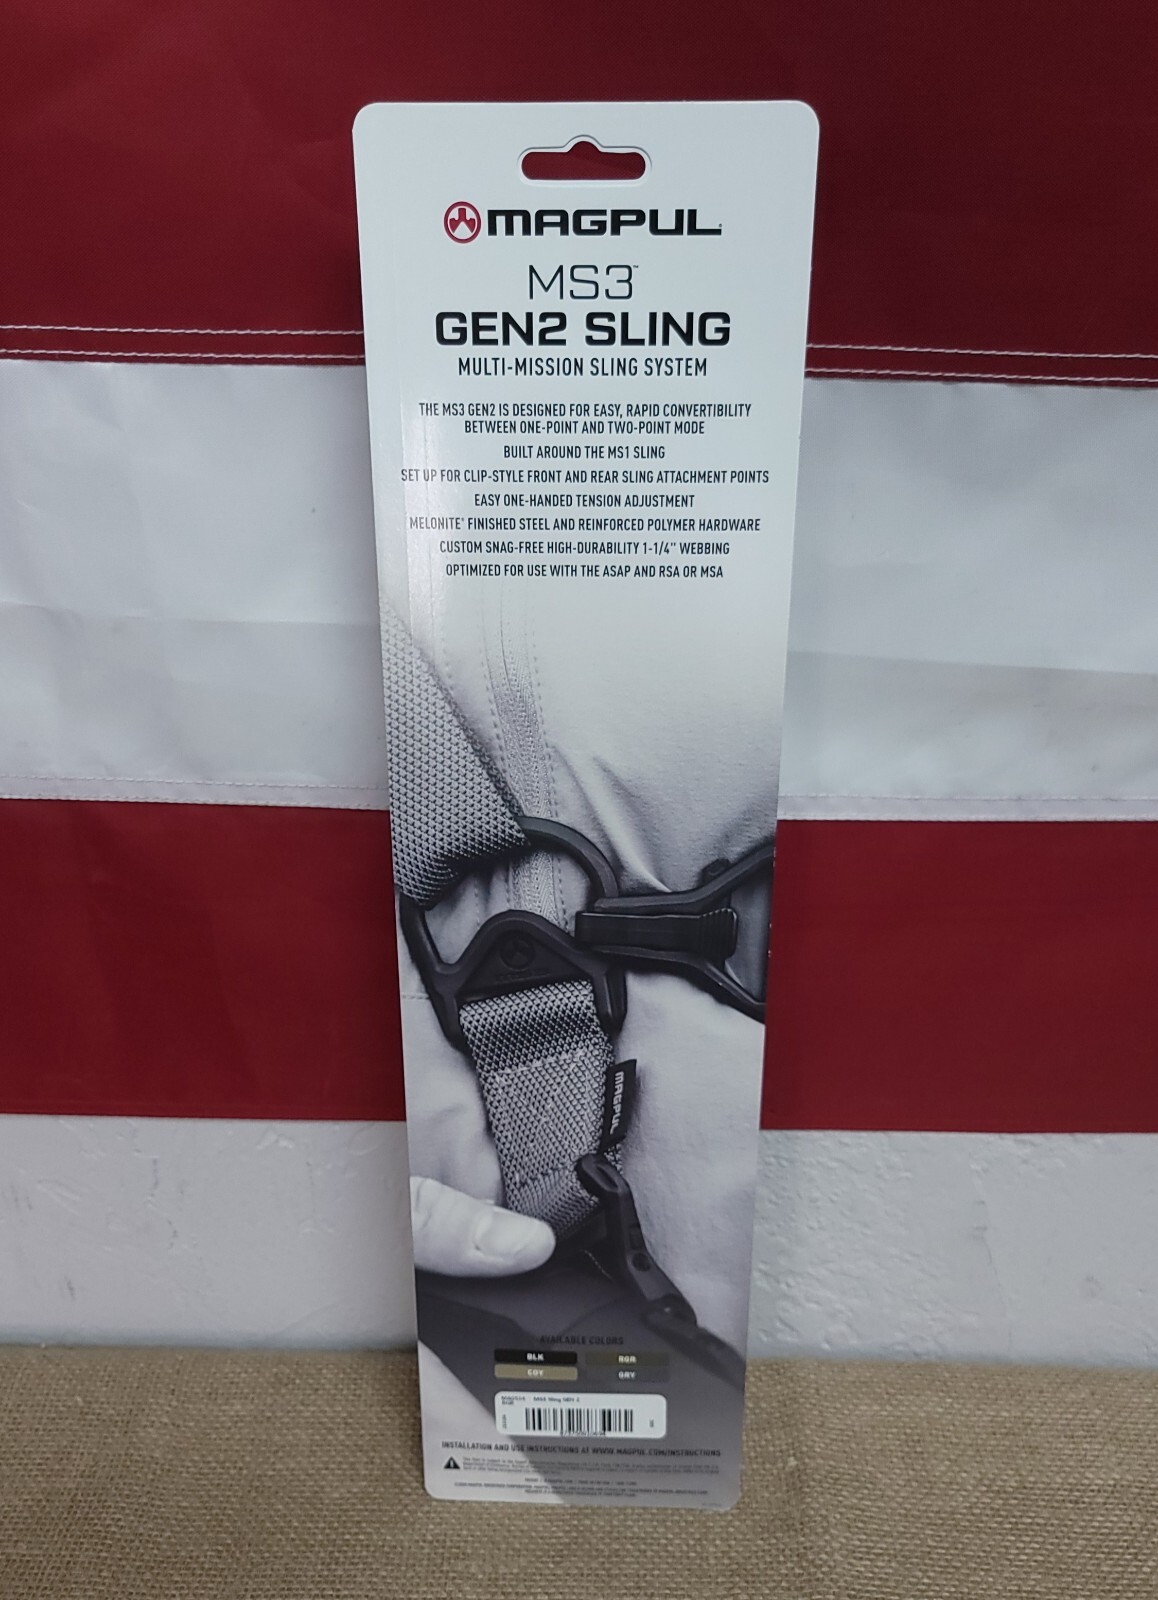 MAGPUL
MS3™
GEN2 SLING
MULTI-MISSION SLING SYSTEM
THE MS3 GEN2 IS DESIGNED FOR EASY, RAPID CONVERTIBILITY
BETWEEN ONE-POINT AND TWO-POINT MODE
BUILT AROUND THE MS1 SLING
SET UP FOR CLIP-STYLE FRONT AND REAR SLING ATTACHMENT POINTS
EASY ONE-HANDED TENSION ADJUSTMENT
MELONITE® FINISHED STEEL AND REINFORCED POLYMER HARDWARE
CUSTOM SNAG-FREE HIGH-DURABILITY 1-1/4" WEBBING
OPTIMIZED FOR USE WITH THE ASAP AND RSA OR MSA
MAGPUL
AVAILABLE COLORS
BLK RGR
COY GRY
MS3 Sling GEN 2
INSTALLATION AND USE INSTRUCTIONS AT WWW.MAGPUL.COM/INSTRUCTIONS